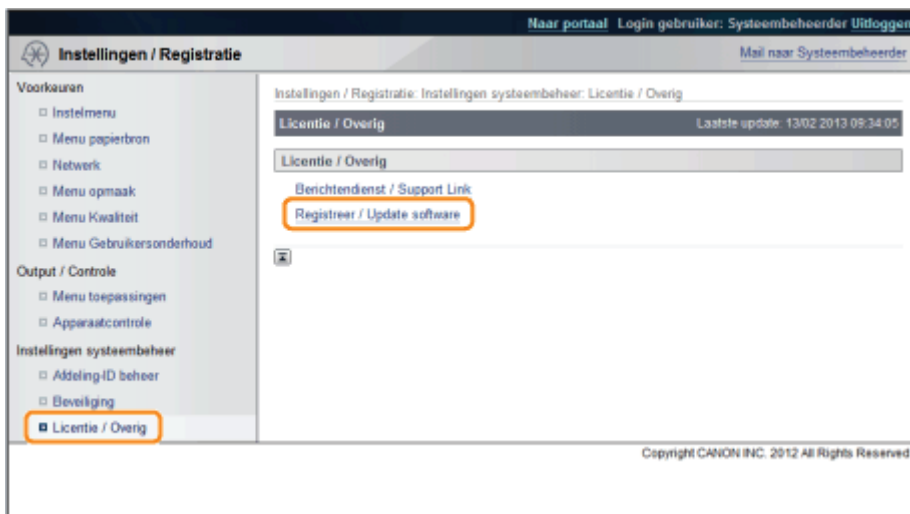 Naar portaal Login gebruiker: Systeembeheerder Uitloggen
Instellingen / Registratie
Mail naar Systeembeheerder
Voorkeuren
Instelmenu
Menu papierbron
Netwerk
Menu opmaak
Menu Kwaliteit
Menu Gebruikersonderhoud
Output / Controle
Menu toepassingen
Apparaatcontrole
Instellingen systeembeheer
Afdeling-ID beheer
Beveiliging
Licentie / Overig
Instellingen / Registratie: Instellingen systeembeheer: Licentie / Overig
Licentie / Overig Laatste update: 13/02 2013 09:34:05
Licentie / Overig
Berichtendienst / Support Link
Registreer / Update software
Copyright CANON INC. 2012 All Rights Reserved